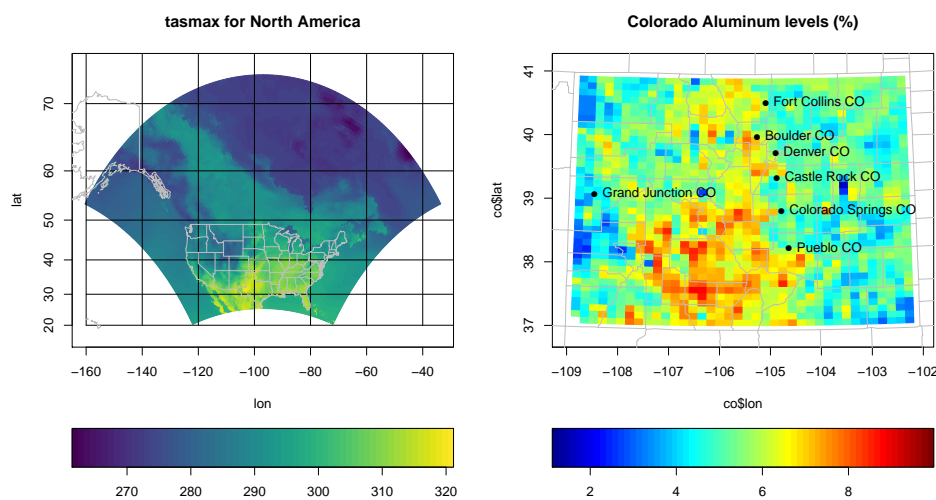 tasmax for North America
70
60
50
40
30
20
lat
−160 −140 −120 −100 −80 −60 −40
lon
270 280 290 300 310 320
Colorado Aluminum levels (%)
41
40
39
38
37
co$lat
Fort Collins CO
Boulder CO
Denver CO
Castle Rock CO
Grand Junction CO
Colorado Springs CO
Pueblo CO
−109 −108 −107 −106 −105 −104 −103 −102
co$lon
2 4 6 8